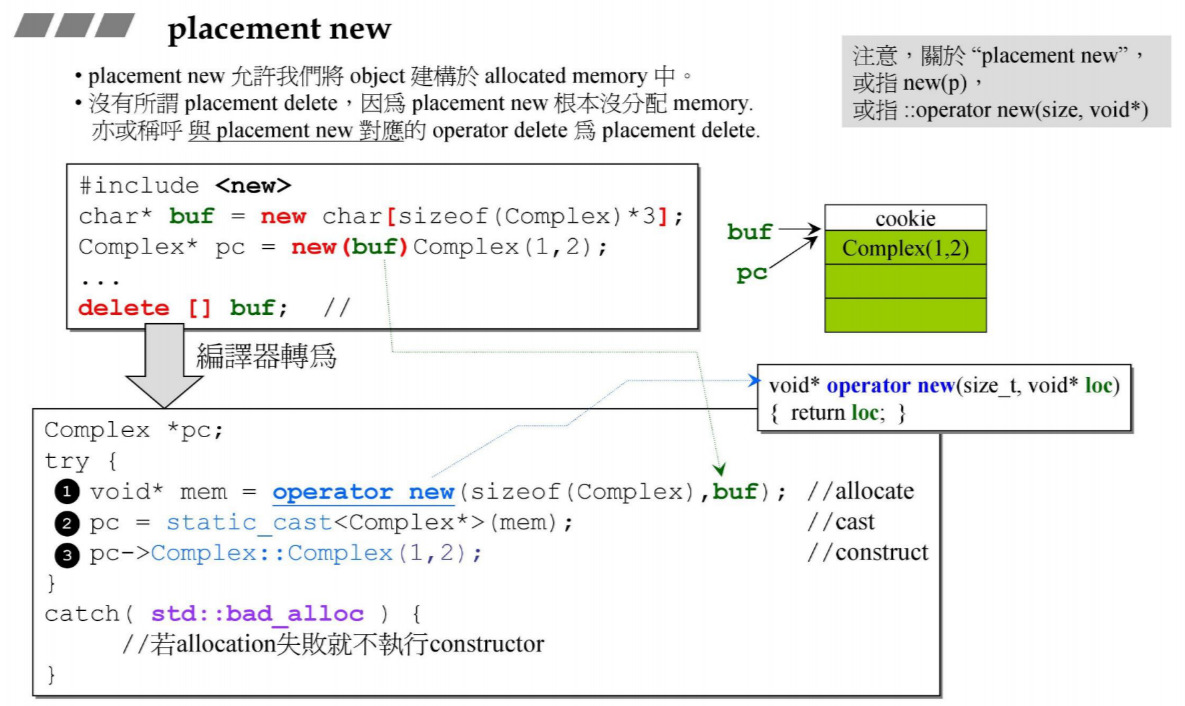 placement new
• placement new 允許我們將 object 建構於 allocated memory 中。
• 沒有所謂 placement delete，因爲 placement new 根本沒分配 memory.
亦或稱呼 與 placement new 對應的 operator delete 爲 placement delete.
注意，關於 “placement new”，
或指 new(p)，
或指 ::operator new(size, void*)
#include <new>
char* buf = new char[sizeof(Complex)*3];
Complex* pc = new(buf)Complex(1,2);
...
delete [] buf;  //
buf
pc
cookie
Complex(1,2)
編譯器轉爲
void* operator new(size_t, void* loc)
{ return loc; }
Complex *pc;
try {
❶ void* mem = operator new(sizeof(Complex),buf); //allocate
❷ pc = static_cast<Complex*>(mem); //cast
❸ pc->Complex::Complex(1,2); //construct
}
catch( std::bad_alloc ) {
//若allocation失敗就不執行constructor
}